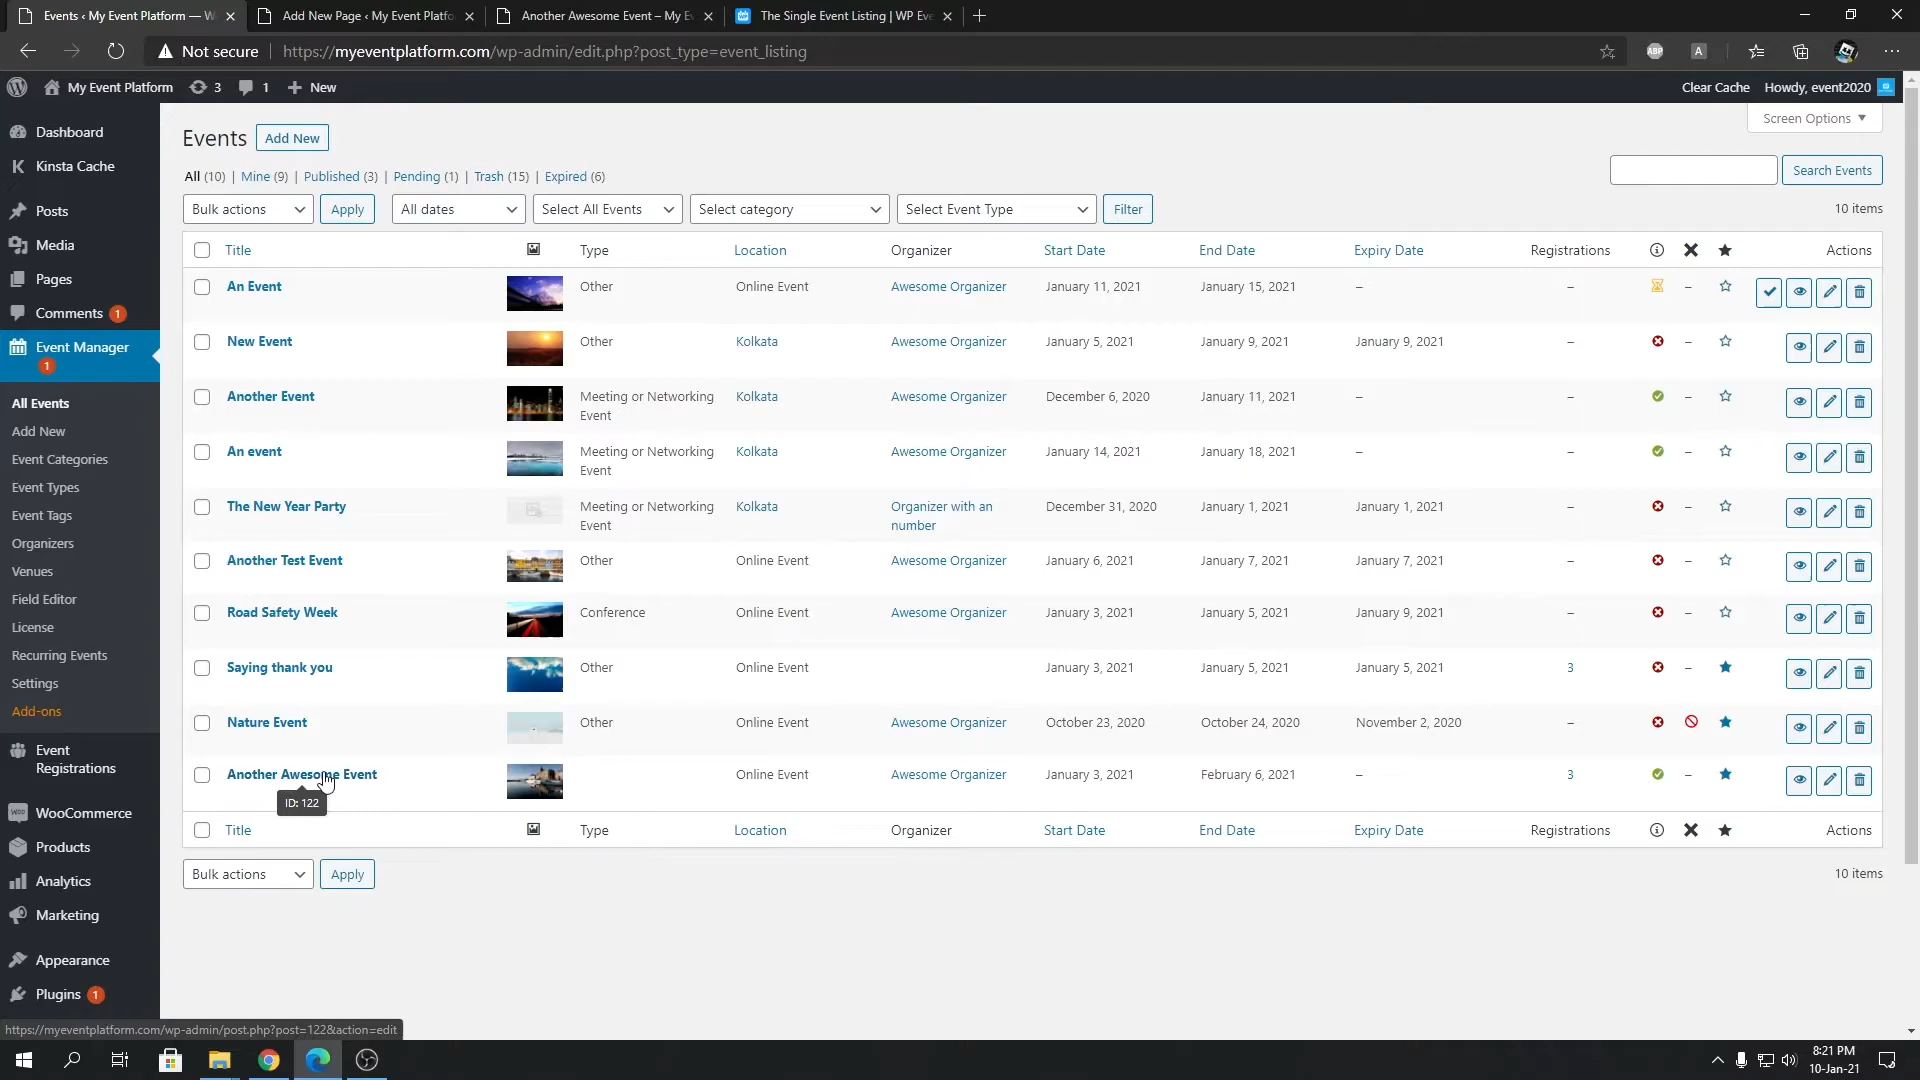 Events ‹ My Event Platform — W
Add New Page ‹ My Event Platfo
Another Awesome Event – My E
The Single Event Listing | WP Eve
Not secure
https://myeventplatform.com/wp-admin/edit.php?post_type=event_listing
ABP
A
My Event Platform
3
1
New
Clear Cache
Howdy, event2020
Dashboard
Kinsta Cache
Posts
Media
Pages
Comments 1
Event Manager
1
All Events
Add New
Event Categories
Event Types
Event Tags
Organizers
Venues
Field Editor
License
Recurring Events
Settings
Add-ons
Event
Registrations
WooCommerce
Products
Analytics
Marketing
Appearance
Plugins 1
Events Add New
Screen Options
All (10) | Mine (9) | Published (3) | Pending (1) | Trash (15) | Expired (6)
Search Events
Bulk actions Apply All dates Select All Events Select category Select Event Type Filter 10 items
Title Type Location Organizer Start Date End Date Expiry Date Registrations Actions
An Event Other Online Event Awesome Organizer January 11, 2021 January 15, 2021 – – –
New Event Other Kolkata Awesome Organizer January 5, 2021 January 9, 2021 January 9, 2021 – –
Another Event Meeting or Networking Kolkata Awesome Organizer December 6, 2020 January 11, 2021 – – –
Event
An event Meeting or Networking Kolkata Awesome Organizer January 14, 2021 January 18, 2021 – – –
Event
The New Year Party Meeting or Networking Kolkata Organizer with an December 31, 2020 January 1, 2021 January 1, 2021 – –
Event number
Another Test Event Other Online Event Awesome Organizer January 6, 2021 January 7, 2021 January 7, 2021 – –
Road Safety Week Conference Online Event Awesome Organizer January 3, 2021 January 5, 2021 January 9, 2021 – –
Saying thank you Other Online Event January 3, 2021 January 5, 2021 January 5, 2021 3 –
Nature Event Other Online Event Awesome Organizer October 23, 2020 October 24, 2020 November 2, 2020 –
Another Awesome Event Online Event Awesome Organizer January 3, 2021 February 6, 2021 – 3 –
ID: 122
Title Type Location Organizer Start Date End Date Expiry Date Registrations Actions
Bulk actions Apply 10 items
https://myeventplatform.com/wp-admin/post.php?post=122&action=edit
8:21 PM
10-Jan-21